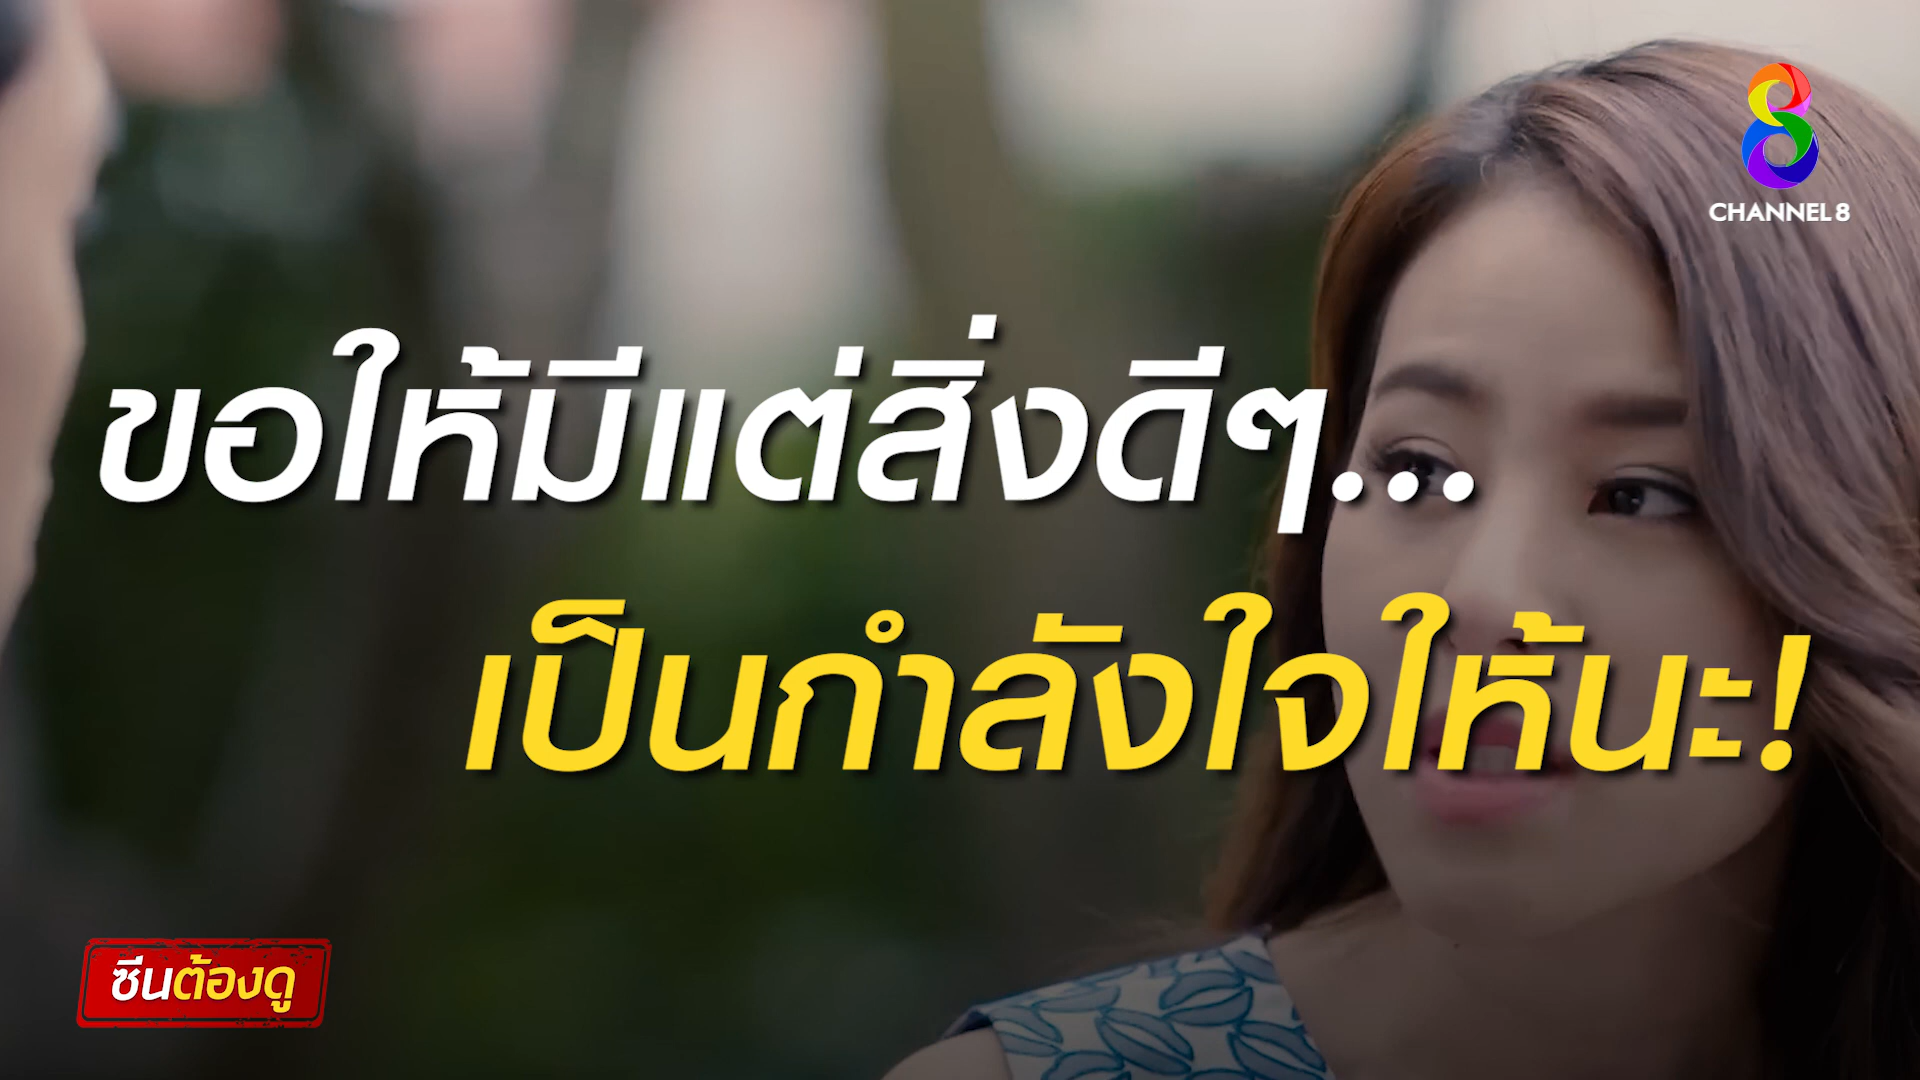 CHANNEL 8
ขอให้มีแต่สิ่งดีๆ...
เป็นกำลังใจให้นะ!
ซีนต้องดู